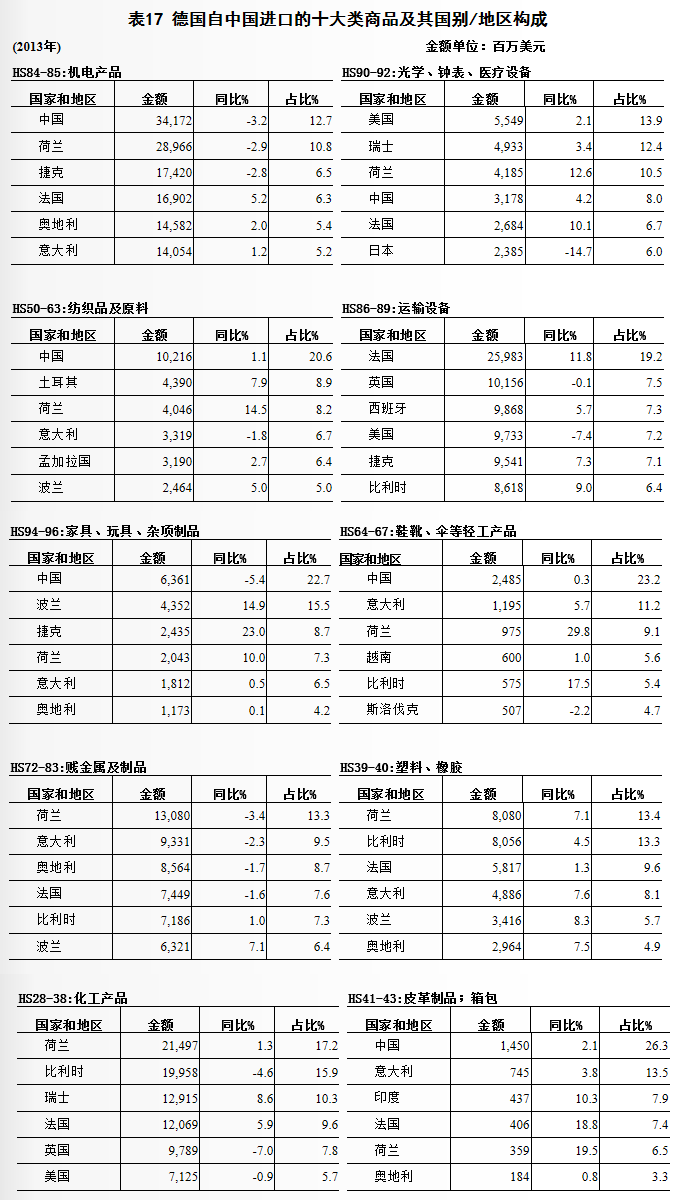 表17 德国自中国进口的十大类商品及其国别/地区构成
(2013年) 金额单位：百万美元
HS84-85:机电产品
国家和地区 金额 同比% 占比%
中国 34,172 -3.2 12.7
荷兰 28,966 -2.9 10.8
捷克 17,420 -2.8 6.5
法国 16,902 5.2 6.3
奥地利 14,582 2.0 5.4
意大利 14,054 1.2 5.2
HS90-92:光学、钟表、医疗设备
国家和地区 金额 同比% 占比%
美国 5,549 2.1 13.9
瑞士 4,933 3.4 12.4
荷兰 4,185 12.6 10.5
中国 3,178 4.2 8.0
法国 2,684 10.1 6.7
日本 2,385 -14.7 6.0
HS50-63:纺织品及原料
国家和地区 金额 同比% 占比%
中国 10,216 1.1 20.6
土耳其 4,390 7.9 8.9
荷兰 4,046 14.5 8.2
意大利 3,319 -1.8 6.7
孟加拉国 3,190 2.7 6.4
波兰 2,464 5.0 5.0
HS86-89:运输设备
国家和地区 金额 同比% 占比%
法国 25,983 11.8 19.2
英国 10,156 -0.1 7.5
西班牙 9,868 5.7 7.3
美国 9,733 -7.4 7.2
捷克 9,541 7.3 7.1
比利时 8,618 9.0 6.4
HS94-96:家具、玩具、杂项制品
国家和地区 金额 同比% 占比%
中国 6,361 -5.4 22.7
波兰 4,352 14.9 15.5
捷克 2,435 23.0 8.7
荷兰 2,043 10.0 7.3
意大利 1,812 0.5 6.5
奥地利 1,173 0.1 4.2
HS64-67:鞋靴、伞等轻工产品
国家和地区 金额 同比% 占比%
中国 2,485 0.3 23.2
意大利 1,195 5.7 11.2
荷兰 975 29.8 9.1
越南 600 1.0 5.6
比利时 575 17.5 5.4
斯洛伐克 507 -2.2 4.7
HS72-83:贱金属及制品
国家和地区 金额 同比% 占比%
荷兰 13,080 -3.4 13.3
意大利 9,331 -2.3 9.5
奥地利 8,564 -1.7 8.7
法国 7,449 -1.6 7.6
比利时 7,186 1.0 7.3
波兰 6,321 7.1 6.4
HS39-40:塑料、橡胶
国家和地区 金额 同比% 占比%
荷兰 8,080 7.1 13.4
比利时 8,056 4.5 13.3
法国 5,817 1.3 9.6
意大利 4,886 7.6 8.1
波兰 3,416 8.3 5.7
奥地利 2,964 7.5 4.9
HS28-38:化工产品
国家和地区 金额 同比% 占比%
荷兰 21,497 1.3 17.2
比利时 19,958 -4.6 15.9
瑞士 12,915 8.6 10.3
法国 12,069 5.9 9.6
英国 9,789 -7.0 7.8
美国 7,125 -0.9 5.7
HS41-43:皮革制品；箱包
国家和地区 金额 同比% 占比%
中国 1,450 2.1 26.3
意大利 745 3.8 13.5
印度 437 10.3 7.9
法国 406 18.8 7.4
荷兰 359 19.5 6.5
奥地利 184 0.8 3.3